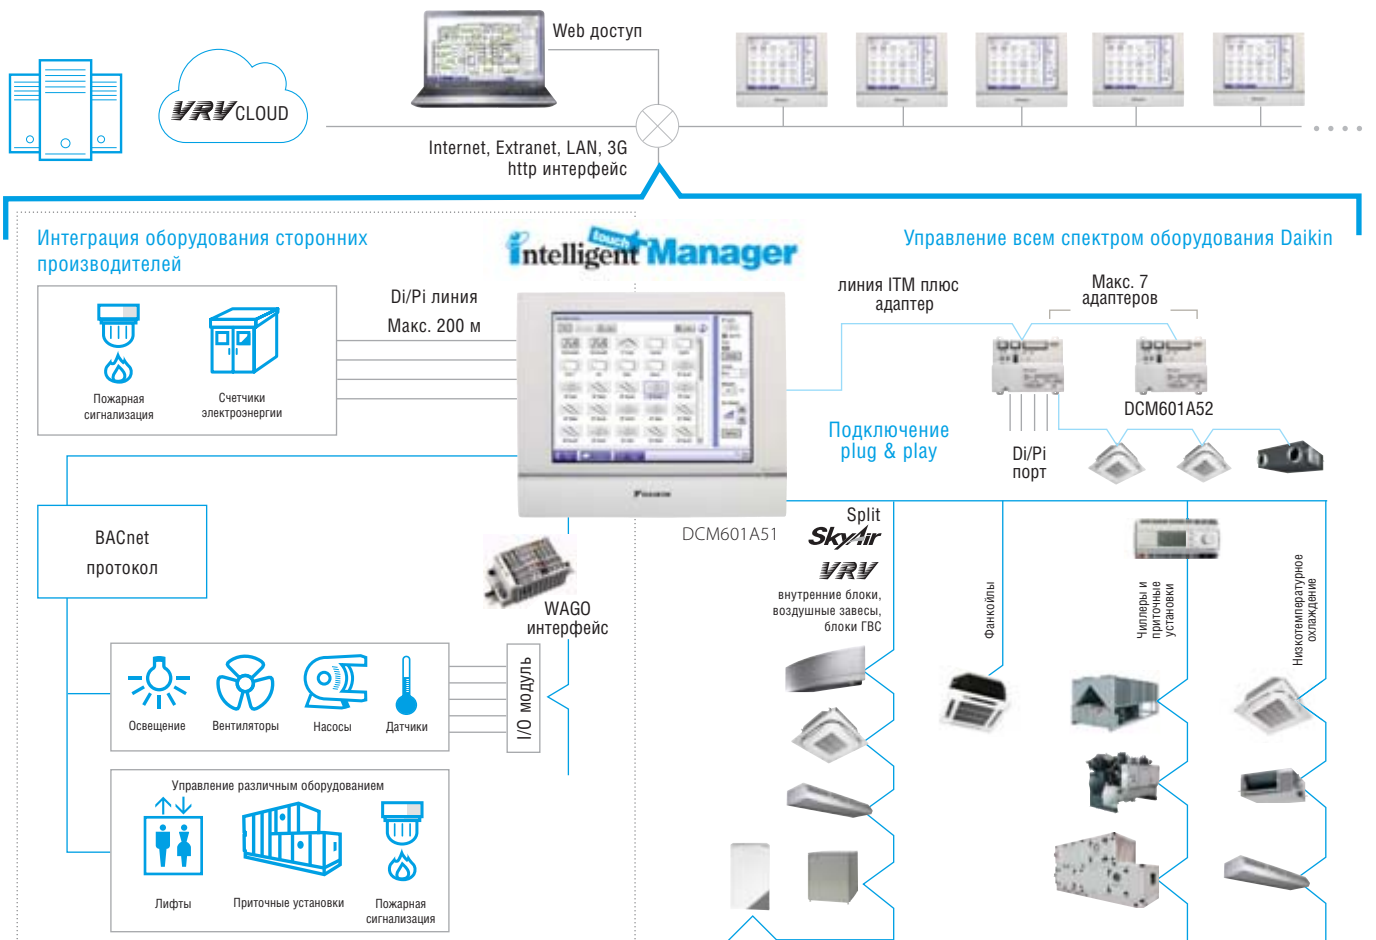 Web доступ
VRV CLOUD
Internet, Extranet, LAN, 3G
http интерфейс
Интеграция оборудования сторонних
производителей
intelligent touch Manager
Управление всем спектром оборудования Daikin
Di/Pi линия
Макс. 200 м
линия ITM плюс
адаптер
Макс. 7
адаптеров
Пожарная
сигнализация
Счетчики
электроэнергии
DCM601A52
Подключение
plug & play
Di/Pi
порт
DAIKIN
DCM601A51
BACnet
протокол
Split
SkyAir
VRV
внутренние блоки,
воздушные завесы,
блоки ГВС
Фанкойлы
Чиллеры и
приточные
установки
Низкотемпературное
охлаждение
WAGO
интерфейс
I/O модуль
Освещение
Вентиляторы
Насосы
Датчики
Управление различным оборудованием
Лифты
Приточные установки
Пожарная
сигнализация